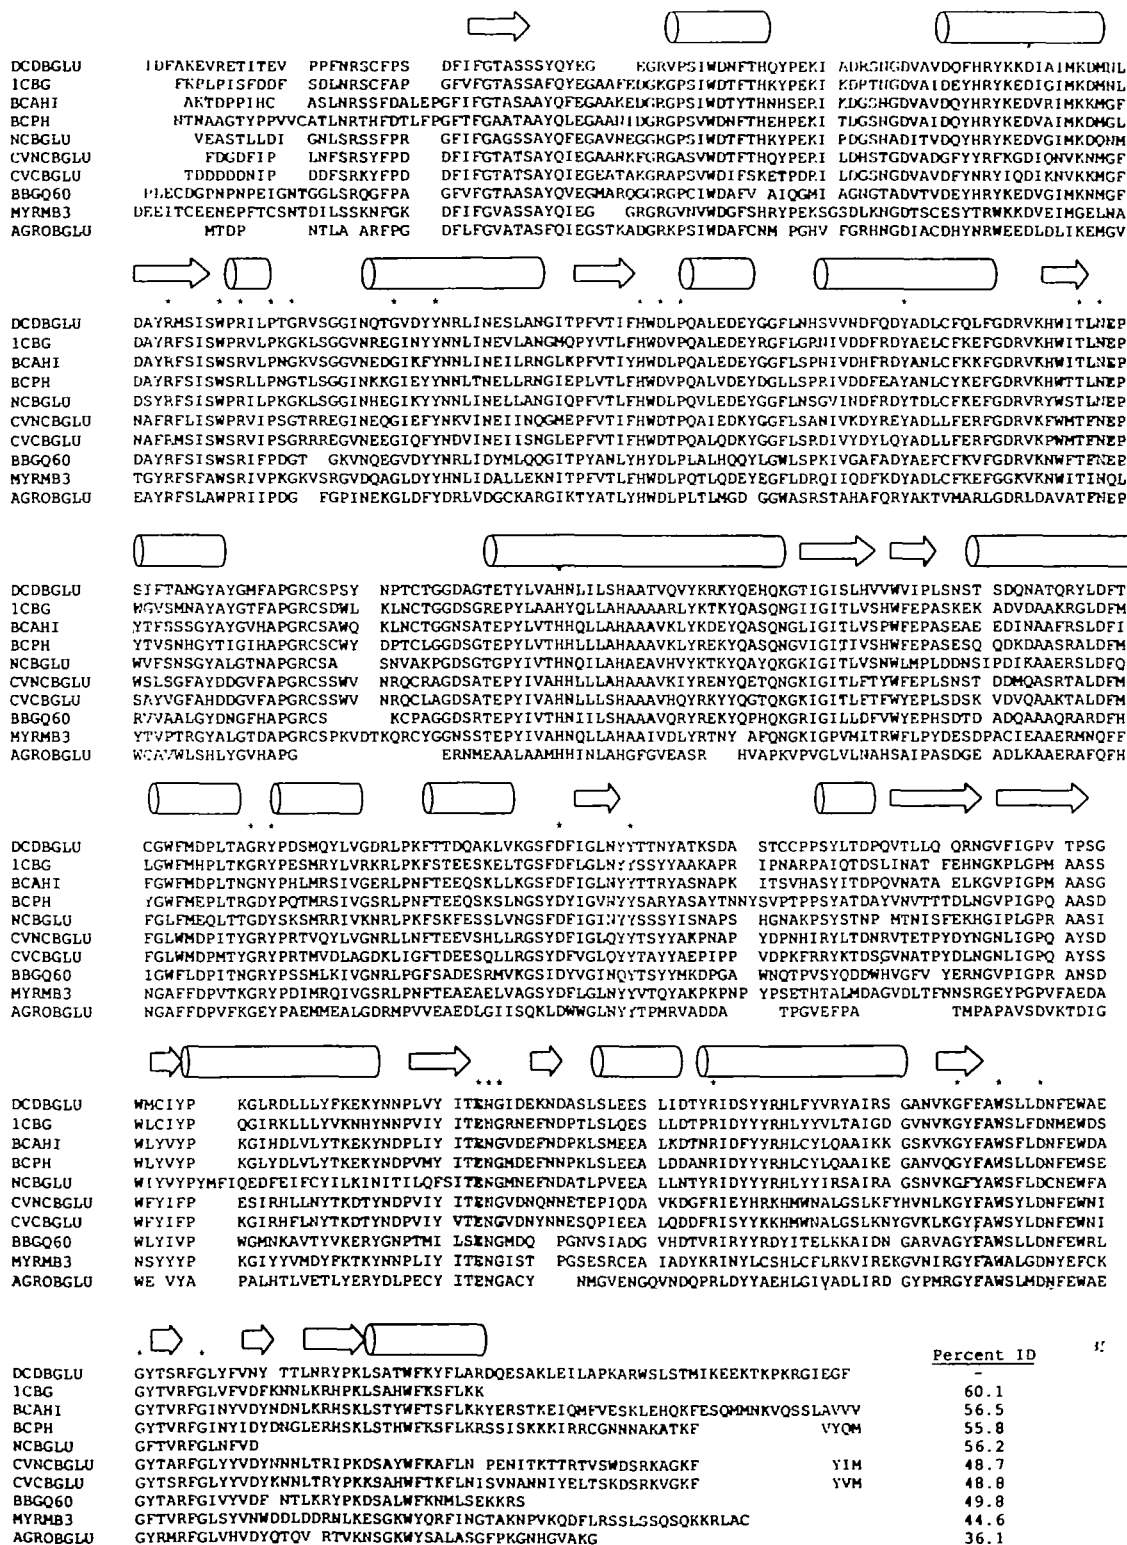 DCDBGLU IDFAKEVRETITEV PPFNRSCFPS DFIFGTASSSYQYEG EGRVPSIWDNFTHQYPEKI ADRSNGDVAVDQFHRYKKDIAIMKDMNL
1CBG FKPLPISFDDF SDLNRSCFAP GFVFGTASSAFQYEGAAFEDGKGPSIWDTFTHKYPEKI KDPTNGDVAIDEYHRYKEDIGIMKDMNL
BCAHI AKTDPPIHC ASLNRSSFDALEPGFIFGTASAAYQFEGAAKEDGRGPSIWDTYTHNHSEPI KDGSNGDVAVDQYHRYKEDVRIMKKMGF
BCPH NTNAAGTYPPVVCATLNRTHFDTLFPGFTFGAATAAYQLEGAANIDGRGPSVWDNFTHEHPEKI TDGSNGDVAIDQYHRYKEDVAIMKDMGL
NCBGLU VEASTLLDI GNLSRSSFPR GFIFGAGSSAYQFEGAVNEGGRGPSIWDTFTHKYPEKI PDGSHADITVDQYHRYKEDVGIMKDQNM
CVNCBGLU FDGDFIP LNFSRSYFPD DFIFGTATSAYQIEGAANKFGRGASVWDTFTHQYPERI LDHSTGDVADGFYYRFKGDIQNVKNMGF
CVCBGLU TDDDDDNIP DDFSRKYFPD DFIFGTATSAYQIEGEATAKGRAPSVWDIFSKETPDRI LDGSNGDVAVDFYNRYIQDIKNVKKMGF
BBGQ60 PLECDGPNPNPEIGNTGGLSRQGFPA GFVFGTAASAYQVEGMARQGGRGPCIWDAFV AIQGMI AGNGTADVTVDEYHRYKEDVGIMKNMGF
MYRMB3 DEEITCEENEPFTCSNTDILSSKNFGK DFIFGVASSAYQIEG GRGRGVNVWDGFSHRYPEKSGSDLKNGDTSCESYTRWKKDVEIMGELNA
AGROBGLU MTDP NTLA ARFPG DFLFGVATASFQIEGSTKADGRKPSIWDAFCNM PGHV FGRHNGDIACDHYNRWEEDLDLIKEMGV
DCDBGLU DAYRMSISWPRILPTGRVSGGINQTGVDYYNRLINESLANGITPFVTIFHWDLPQALEDEYGGFLNHSVVNDFQDYADLCFQLFGDRVKHWITLNEP
1CBG DAYRFSISWPRVLPKGKLSGGVNREGINYYNNLINEVLANGMQPYVTLFHWDVPQALEDEYRGFLGRNIVDDFRDYAELCFKEFGDRVKHWITLNEP
BCAHI DAYRFSISWPRVLPNGKVSGGVNEDGIKFYNNLINEILRNGLKPFVTIYHWDLPQALEDEYGGFLSPNIVDHFRDYANLCFKKFGDRVKHWITLNEP
BCPH DAYRFSISWSRLLPNGTLSGGINKKGIEYYNNLTNELLRNGIEPLVTLFHWDVPQALVDEYDGLLSPRIVDDFEAYANLCYKEFGDRVKHWTTLNEP
NCBGLU DSYRFSISWPRILPKGKLSGGINHEGIKYYNNLINELLANGIQPFVTLFHWDLPQVLEDEYGGFLNSGVINDFRDYTDLCFKEFGDRVRYWSTLNEP
CVNCBGLU NAFRFLISWPRVIPSGTRREGINEQGIEFYNKVINEIINQGMEPFVTIFHWDTPQAIEDKYGGFLSANIVKDYREYADLLFERFGDRVKFWMTFNEP
CVCBGLU NAFRMSISWSRVIPSGRRREGVNEEGIQFYNDVINEIISNGLEPFVTIFHWDTPQALQDKYGGFLSRDIVYDYLQYADLLFERFGDRVKPWMTFNEP
BBGQ60 DAYRFSISWSRIFPDGT GKVNQEGVDYYNRLIDYMLQQGITPYANLYHYDLPLALHQQYLGWLSPKIVGAFADYAEFCFKVFGDRVKNWFTFNEP
MYRMB3 TGYRFSFAWSRIVPKGKVSRGVDQAGLDYYHNLIDALLEKNITPFVTLFHWDLPQTLQDEYEGFLDRQIIQDFKDYADLCFKEFGGKVKNWITINQL
AGROBGLU EAYRFSLAWPRIIPDG FGPINEKGLDFYDRLVDGCKARGIKTYATLYHWDLPLTLMGD GGWASRSTAHAFQRYAKTVMARLGDRLDAVATFNEP
DCDBGLU SIFTANGYAYGMFAPGRCSPSY NPTCTGGDAGTETYLVAHNLILSHAATVQVYKRKYQEHQKGTIGISLHVVWVIPLSNST SDQNATQRYLDFT
1CBG WGVSMNAYAYGTFAPGRCSDWL KLNCTGGDSGREPYLAAHYQLLAHAAAARLYKTKYQASQNGIIGITLVSHWFEPASKEK ADVDAAKRGLDFM
BCAHI YTFSSSGYAYGVHAPGRCSAWQ KLNCTGGNSATEPYLVTHHQLLAHAAAVKLYKDEYQASQNGLIGITLVSPWFEPASEAE EDINAAFRSLDFI
BCPH YTVSNHGYTIGIHAPGRCSCWY DPTCLGGDSGTEPYLVTHHLLLAHAAAVKLYREKYQASQNGVIGITIVSHWFEPASESQ QDKDAASRALDFM
NCBGLU WVFSNSGYALGTNAPGRCSA SNVAKPGDSGTGPYIVTHNQILAHAEAVHVYKTKYQAYQKGKIGITLVSNWLMPLDDNSIPDIKAAERSLDFQ
CVNCBGLU WSLSGFAYDDGVFAPGRCSSWV NRQCRAGDSATEPYIVAHHLLLAHAAAVKIYRENYQETQNGKIGITLFTYWFEPLSNST DDMQASRTALDFM
CVCBGLU SAYVGFAHDDGVFAPGRCSSWV NRQCLAGDSATEPYIVAHNLLLSHAAAVHQYRKYYQGTQKGKIGITLFTFWYEPLSDSK VDVQAAKTALDFM
BBGQ60 RVVAALGYDNGFHAPGRCS KCPAGGDSRTEPYIVTHNIILSHAAAVQRYREKYQPHQKGRIGILLDFVWYEPHSDTD ADQAAAQRARDFH
MYRMB3 YTVPTRGYALGTDAPGRCSPKVDTKQRCYGGNSSTEPYIVAHNQLLAHAAIVDLYRTNY AFQNGKIGPVMITRWFLPYDESDPACIEAAERMNQFF
AGROBGLU WCAVWLSHLYGVHAPG ERNMEAALAAMHHINLAHGFGVEASR HVAPKVPVGLVLNAHSAIPASDGE ADLKAAERAFQFH
DCDBGLU CGWFMDPLTAGRYPDSMQYLVGDRLPKFTTDQAKLVKGSFDFIGLNYYTTNYATKSDA STCCPPSYLTDPQVTLLQ QRNGVFIGPV TPSG
1CBG LGWFMHPLTKGRYPESMRYLVRKRLPKFSTEESKELTGSFDFLGLNYYSSYYAAKAPR IPNARPAIQTDSLINAT FEHNGKPLGPM AASS
BCAHI FGWFMDPLTNGNYPHLMRSIVGERLPNFTEEQSKLLKGSFDFIGLNYYTTRYASNAPK ITSVHASYITDPQVNATA ELKGVPIGPM AASG
BCPH YGWFMEPLTRGDYPQTMRSIVGNRLPNFTEEQSKSLNGSYDYIGVNYYSARYASAYTNNYSVPTPPSYATDAYVNVTTTDLNGVPIGPQ AASD
NCBGLU FGLFMEQLTTGDYSKSMRRIVKNRLPKFSKFESSLVNGSFDFIGINYYSSSYISNAPS HGNAKPSYSTNP MTNISFEKHGIPLGPR AASI
CVNCBGLU FGLWMDPITYGRYPRTVQYLVGNRLLNFTEEVSHLLRGSYDFIGLQYYTSYYAKPNAP YDPNHIRYLTDNRVTETPYDYNGNLIGPQ AYSD
CVCBGLU FGLWMDPMTYGRYPRTMVDLAGDKLIGFTDEESQLLRGSYDFVGLQYYTAYYAEPIPP VDPKFRRYKTDSGVNATPYDLNGNLIGPQ AYSS
BBGQ60 IGWFLDPITNGRYPSSMLKIVGNRLPGFSADESRMVKGSIDYVGINQYTSYYMKDPGA WNQTPVSYQDDWHVGFV YERNGVPIGPR ANSD
MYRMB3 NGAFFDPVTKGRYPDIMRQIVGSRLPNFTEAEAELVAGSYDFLGLNYYVTQYAKPKPNP YPSETHTALMDAGVDLTFNNSRGEYPGPVFAEDA
AGROBGLU NGAFFDPVFKGEYPAEMMEALGDRMPVVEAEDLGIISQKLDWWGLNYYTPMRVADDA TPGVEFPA TMPAPAVSDVKTDIG
DCDBGLU WMCIYP KGLRDLLLYFKEKYNNPLVY ITENGIDEKNDASLSLEES LIDTYRIDSYYRHLFYVRYAIRS GANVKGFFAWSLLDNFEWAE
1CBG WLCIYP QGIRKLLLYVKNHYNNPVIY ITENGRNEFNDPTLSLQES LLDTPRIDYYYRHLYYVLTAIGD GVNVKGYFAWSLFDNMEWDS
BCAHI WLYVYP KGIHDLVLYTKEKYNDPLIY ITENGVDEFNDPKLSMEEA LKDTNRIDFYYRHLCYLQAAIKK GSKVKGYFAWSFLDNFEWDA
BCPH WLYVYP KGLYDLVLYTKEKYNDPVMY ITENGMDEFNNPKLSLEEA LDDANRIDYYYRHLCYLQAAIKE GANVQGYFAWSLLDNFEWSE
NCBGLU WIYVYPYMFIQEDFEIFCYILKINITILQFSITENGMNEFNDATLPVEEA LLNTYRIDYYYRHLYYIRSAIRA GSNVKGFYAWSFLDCNEWFA
CVNCBGLU WFYIFP ESIRHLLNYTKDTYNDPVIY ITENGVDNQNNETEPIQDA VKDGFRIEYHRKHMWNALGSLKFYHVNLKGYFAWSYLDNFEWNI
CVCBGLU WFYIFP KGIRHFLNYTKDTYNDPVIY VTENGVDNYNNESQPIEEA LQDDFRISYYKKHMWNALGSLKNYGVKLKGYFAWSYLDNFEWNI
BBGQ60 WLYIVP WGMNKAVTYVKERYGNPTMI LSENGMDQ PGNVSIADG VHDTVRIRYYRDYITELKKAIDN GARVAGYFAWSLLDNFEWRL
MYRMB3 NSYYYP KGIYYVMDYFKTKYNNPLIY ITENGIST PGSESRCEA IADYKRINYLCSHLCFLRKVIREKGVNIRGYFAWALGDNYEFCK
AGROBGLU WE VYA PALHTLVETLYERYDLPECY ITENGACY NMGVENGQVNDQPRLDYYAEHLGIVADLIRD GYPMRGYFAWSLMDNFEWAE
Percent ID
DCDBGLU GYTSRFGLYFVNY TTLNRYPKLSATWFKYFLARDQESAKLEILAPKARWSLSTMIKEEKTKPKRGIEGF -
1CBG GYTVRFGLVFVDFKNNLKRHPKLSAHWFKSFLKK 60.1
BCAHI GYTVRFGINYVDYNDNLKRHSKLSTYWFTSFLKKYERSTKEIQMFVESKLEHQKFESQMMNKVQSSLAVVV 56.5
BCPH GYTVRFGINYIDYDNGLERHSKLSTHWFKSFLKRSSISKKKIRRCGNNNAKATKF VYQM 55.8
NCBGLU GFTVRFGLNFVD 56.2
CVNCBGLU GYTARFGLYYVDYNNNLTRIPKDSAYWFKAFLN PENITKTTRTVSWDSRKAGKF YIM 48.7
CVCBGLU GYTSRFGLYYVDYKNNLTRYPKKSAHWFTKFLNISVNANNIYELTSKDSRKVGKF YVM 48.8
BBGQ60 GYTARFGIVYVDF NTLKRYPKDSALWFKNMLSEKKRS 49.8
MYRMB3 GFTVRFGLSYVNWDDLDDRNLKESGKWYQRFINGTAKNPVKQDFLRSSLSSQSQKKRLAC 44.6
AGROBGLU GYRMRFGLVHVDYQTQV RTVKNSGKWYSALASGFPKGNHGVAKG 36.1